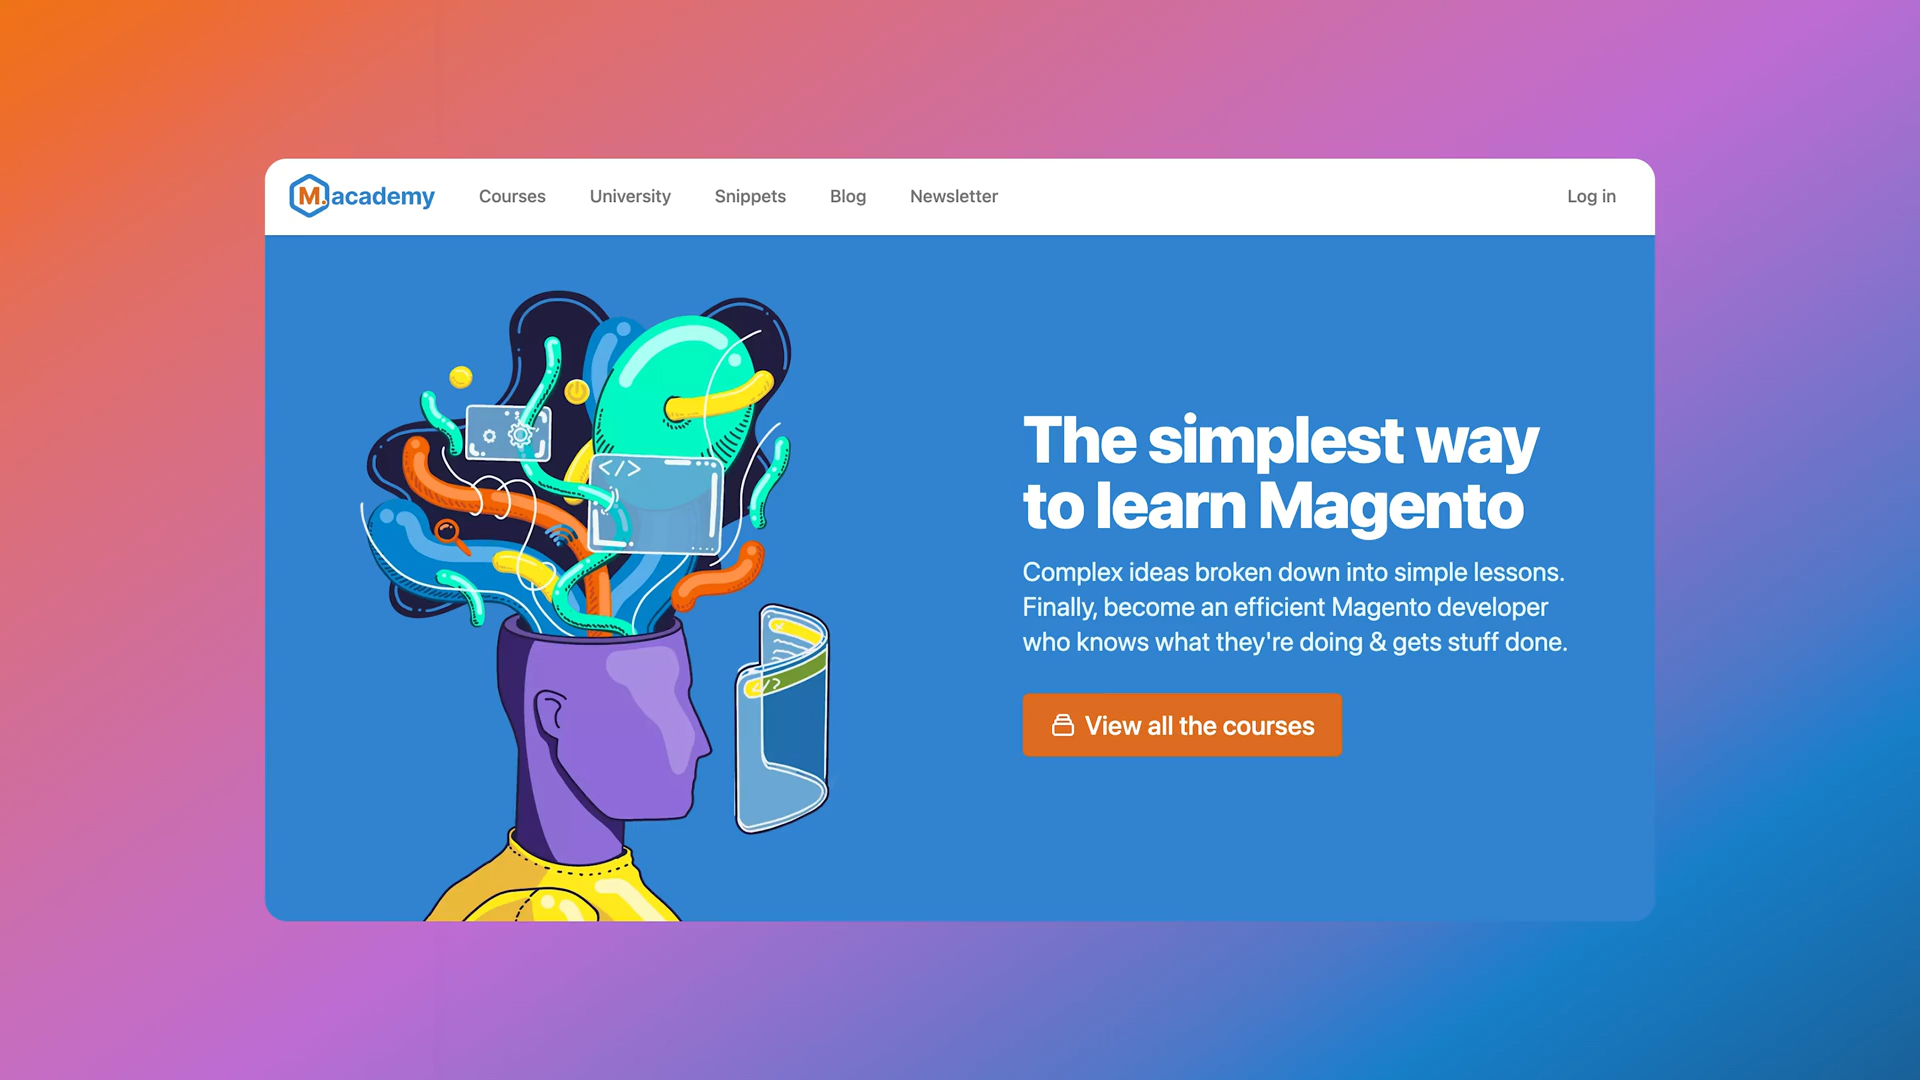 M.academy
Courses
University
Snippets
Blog
Newsletter
Log in
</>
</>
The simplest way
to learn Magento
Complex ideas broken down into simple lessons.
Finally, become an efficient Magento developer
who knows what they're doing & gets stuff done.
View all the courses